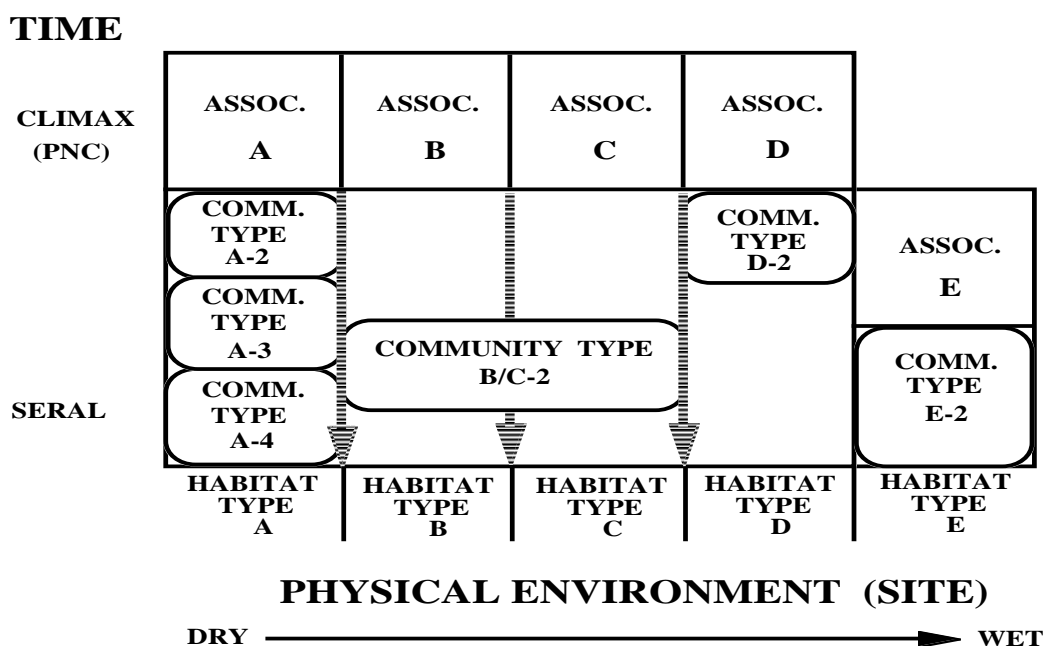 TIME
CLIMAX
(PNC)
ASSOC.
A
ASSOC.
B
ASSOC.
C
ASSOC.
D
COMM.
TYPE
A-2
COMM.
TYPE
D-2
ASSOC.
E
COMM.
TYPE
A-3
COMMUNITY TYPE
B/C-2
COMM.
TYPE
E-2
SERAL
COMM.
TYPE
A-4
HABITAT
TYPE
A
HABITAT
TYPE
B
HABITAT
TYPE
C
HABITAT
TYPE
D
HABITAT
TYPE
E
PHYSICAL ENVIRONMENT (SITE)
DRY
WET